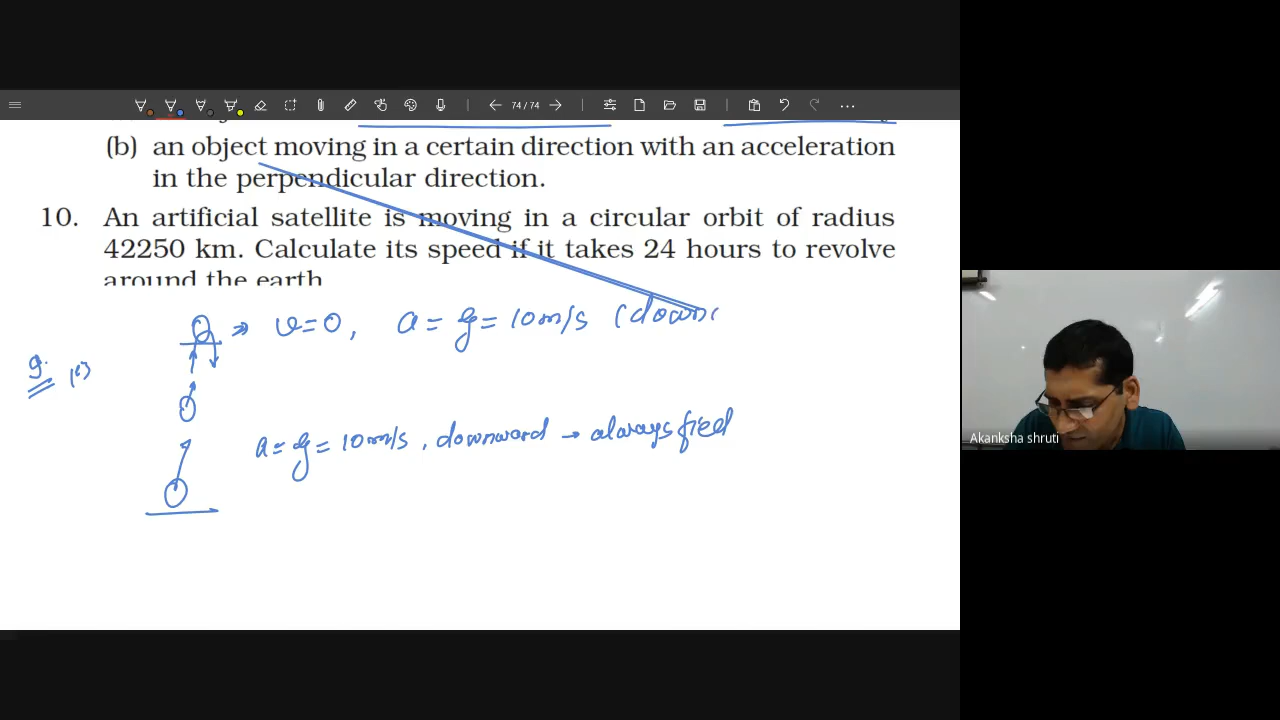 74 / 74
(b) an object moving in a certain direction with an acceleration
in the perpendicular direction.
10. An artificial satellite is moving in a circular orbit of radius
42250 km. Calculate its speed if it takes 24 hours to revolve
around the earth
v=0, a = g = 10m/s (down
9. (i)
a = g = 10m/s, downward → always fixed
Akanksha shruti